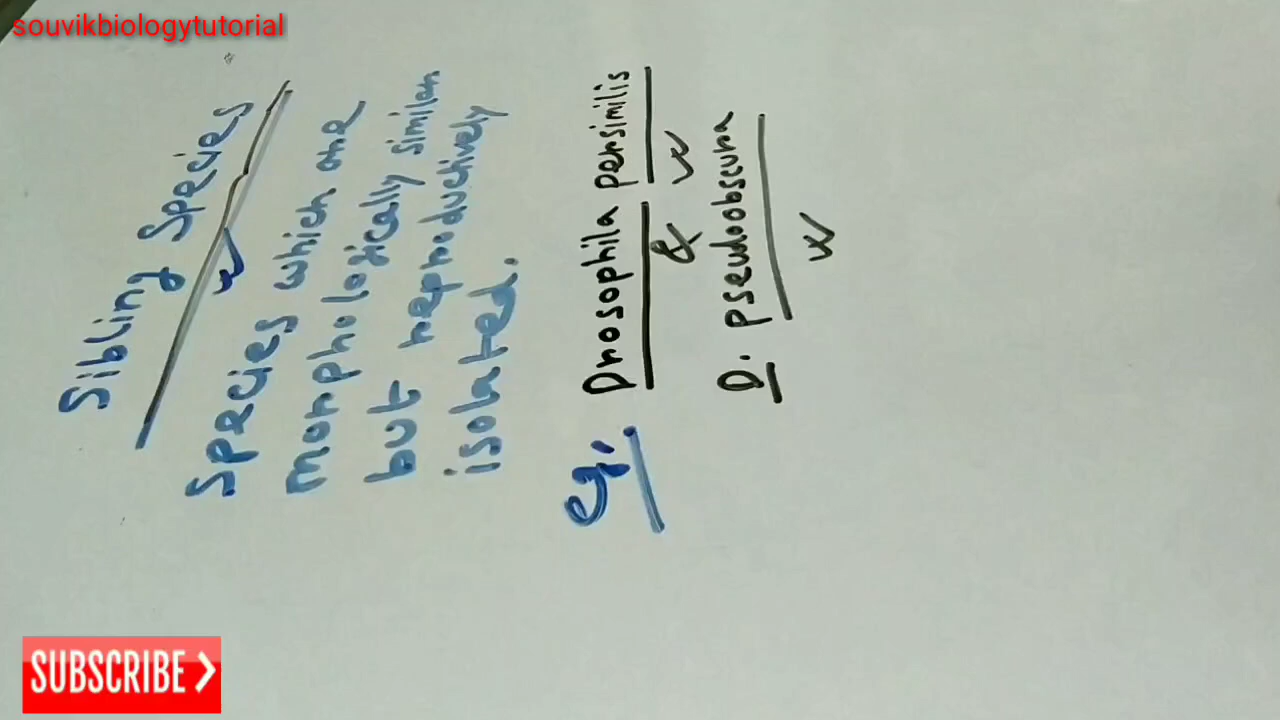 souvikbiologytutorial
Sibling Species
Species which are
morphologically similar
but reproductively
isolated.
eg. Drosophila persimilis
&
D. pseudoobscura
SUBSCRIBE >